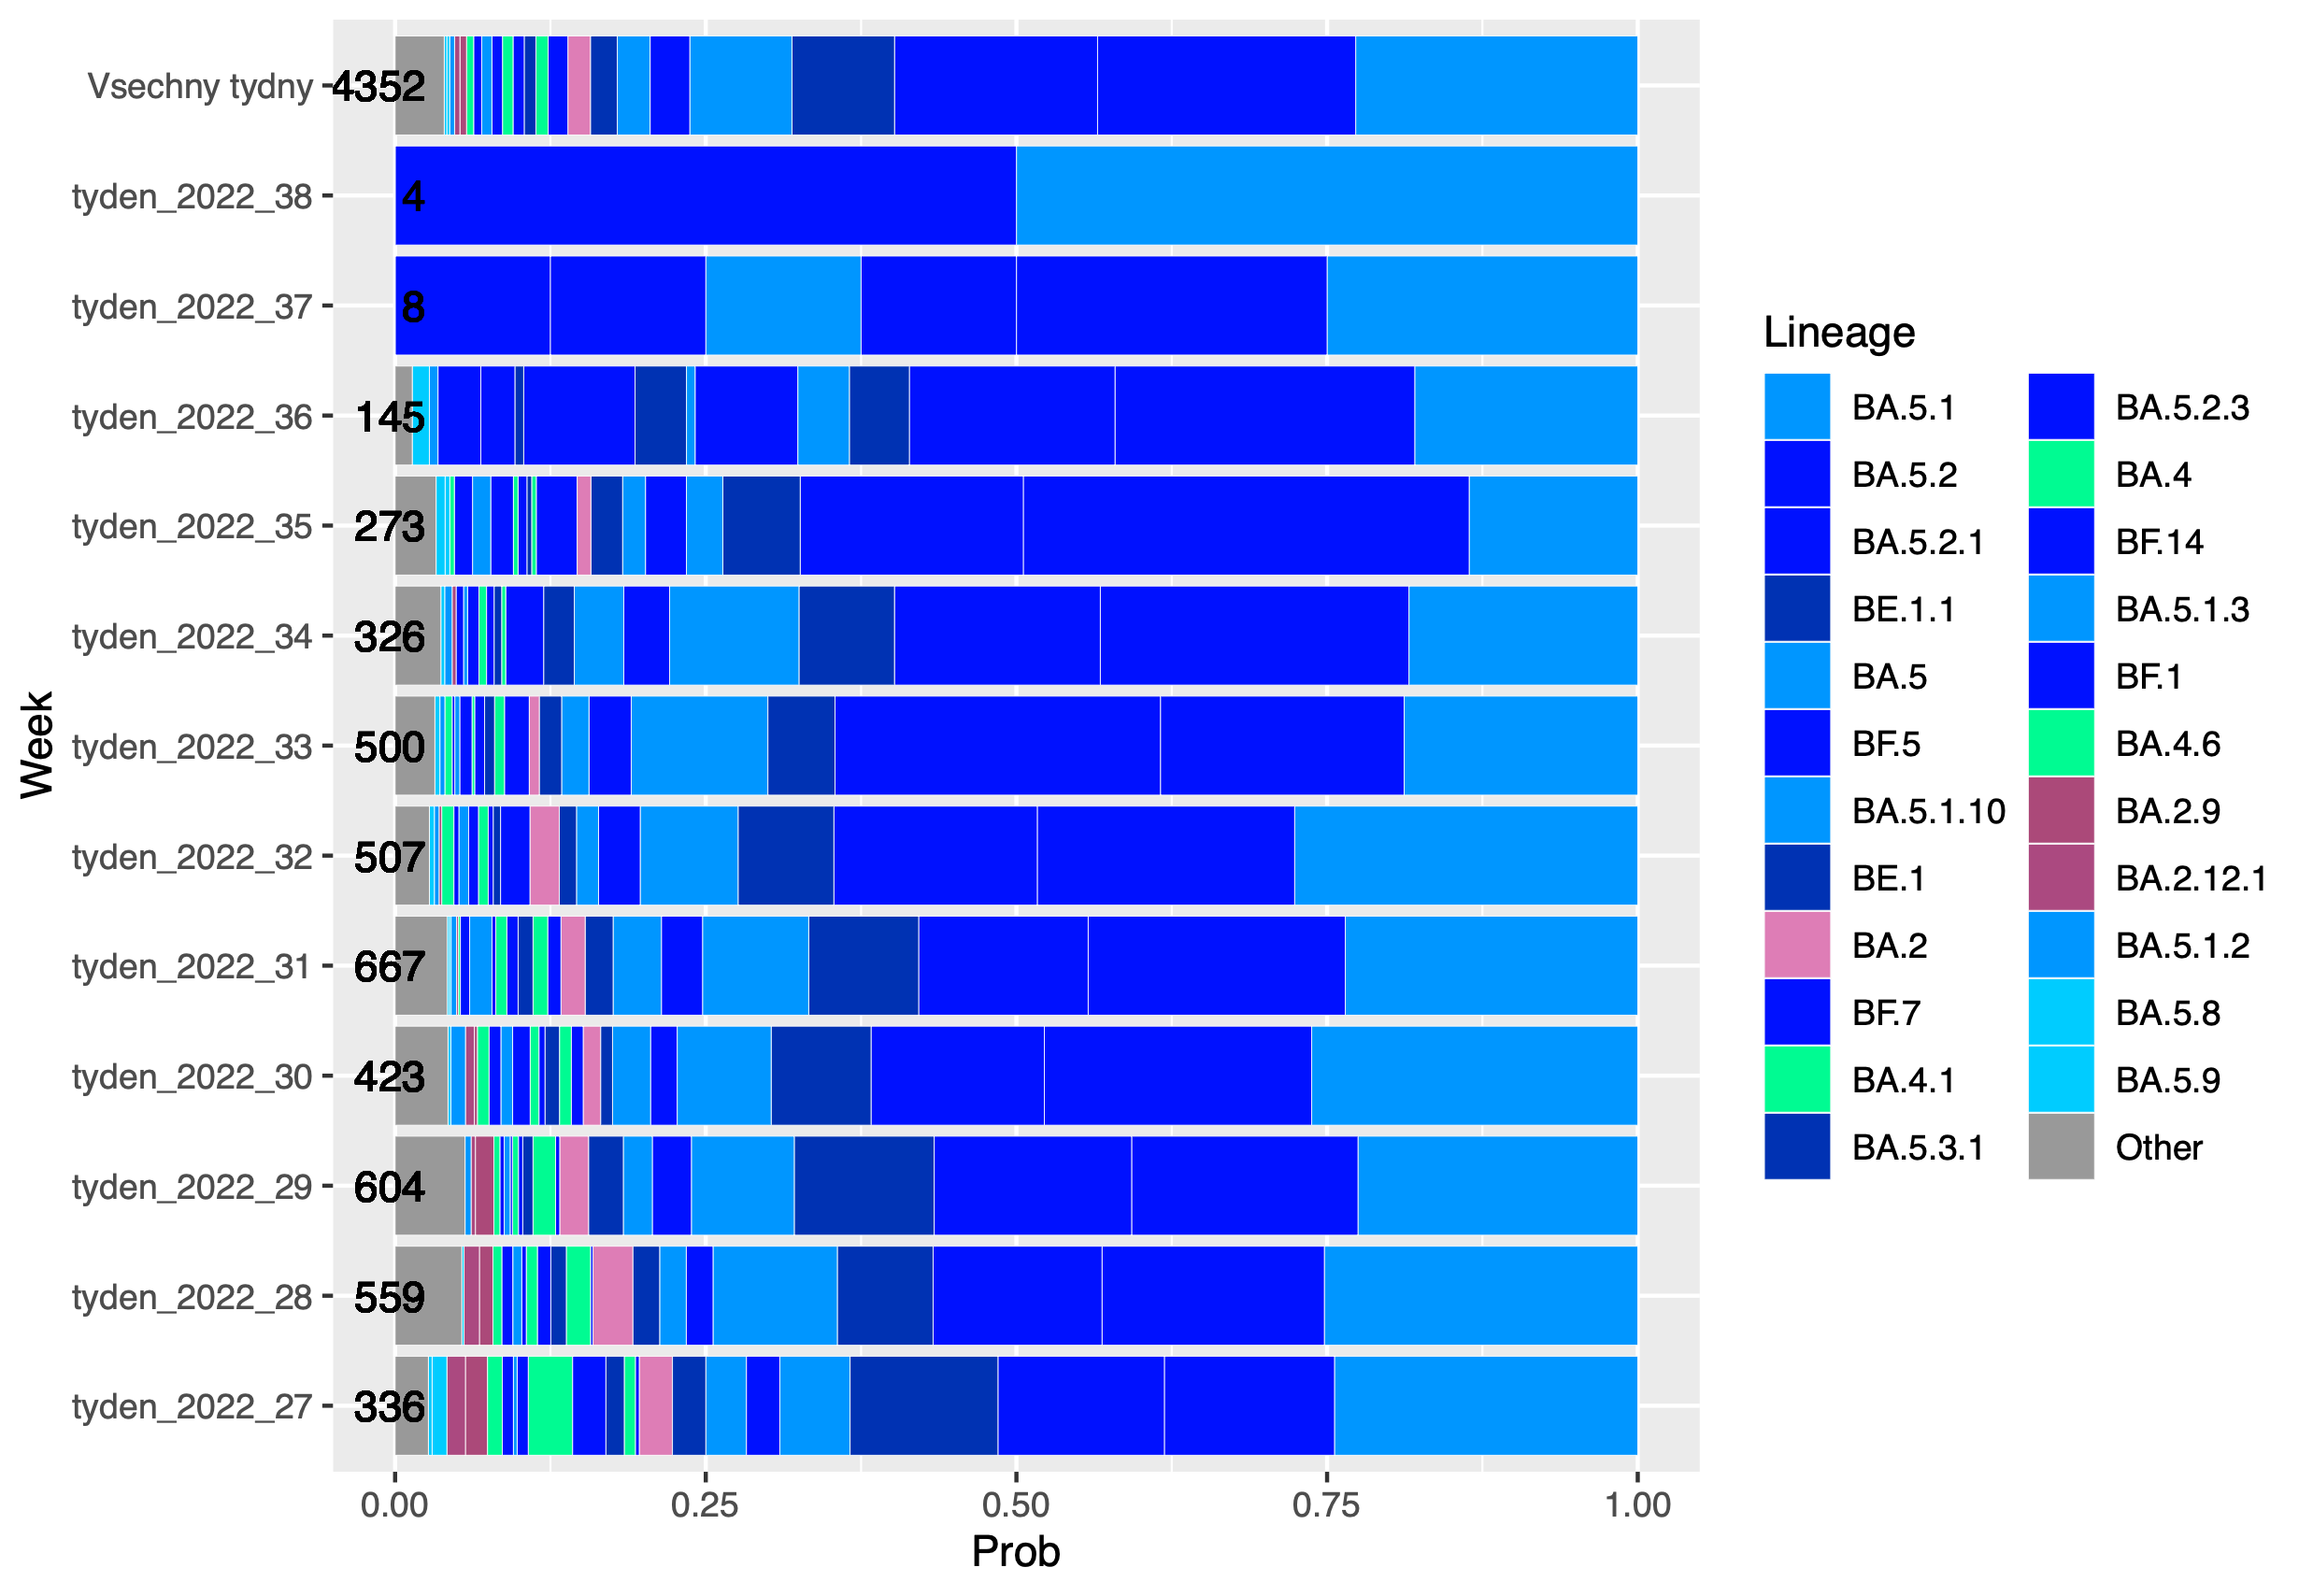 Week
Vsechny tydny
4352
tyden_2022_38
4
tyden_2022_37
8
tyden_2022_36
145
tyden_2022_35
273
tyden_2022_34
326
tyden_2022_33
500
tyden_2022_32
507
tyden_2022_31
667
tyden_2022_30
423
tyden_2022_29
604
tyden_2022_28
559
tyden_2022_27
336
0.00 0.25 0.50 0.75 1.00
Prob
Lineage
BA.5.1
BA.5.2
BA.5.2.1
BE.1.1
BA.5
BF.5
BA.5.1.10
BE.1
BA.2
BF.7
BA.4.1
BA.5.3.1
BA.5.2.3
BA.4
BF.14
BA.5.1.3
BF.1
BA.4.6
BA.2.9
BA.2.12.1
BA.5.1.2
BA.5.8
BA.5.9
Other